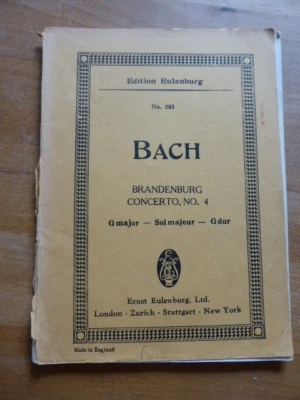 Edition Eulenburg
No. 281
BACH
BRANDENBURG
CONCERTO, NO. 4
G major — Sol majeur — G dur
Ernst Eulenburg, Ltd.
London - Zurich - Stuttgart - New York
Made in England